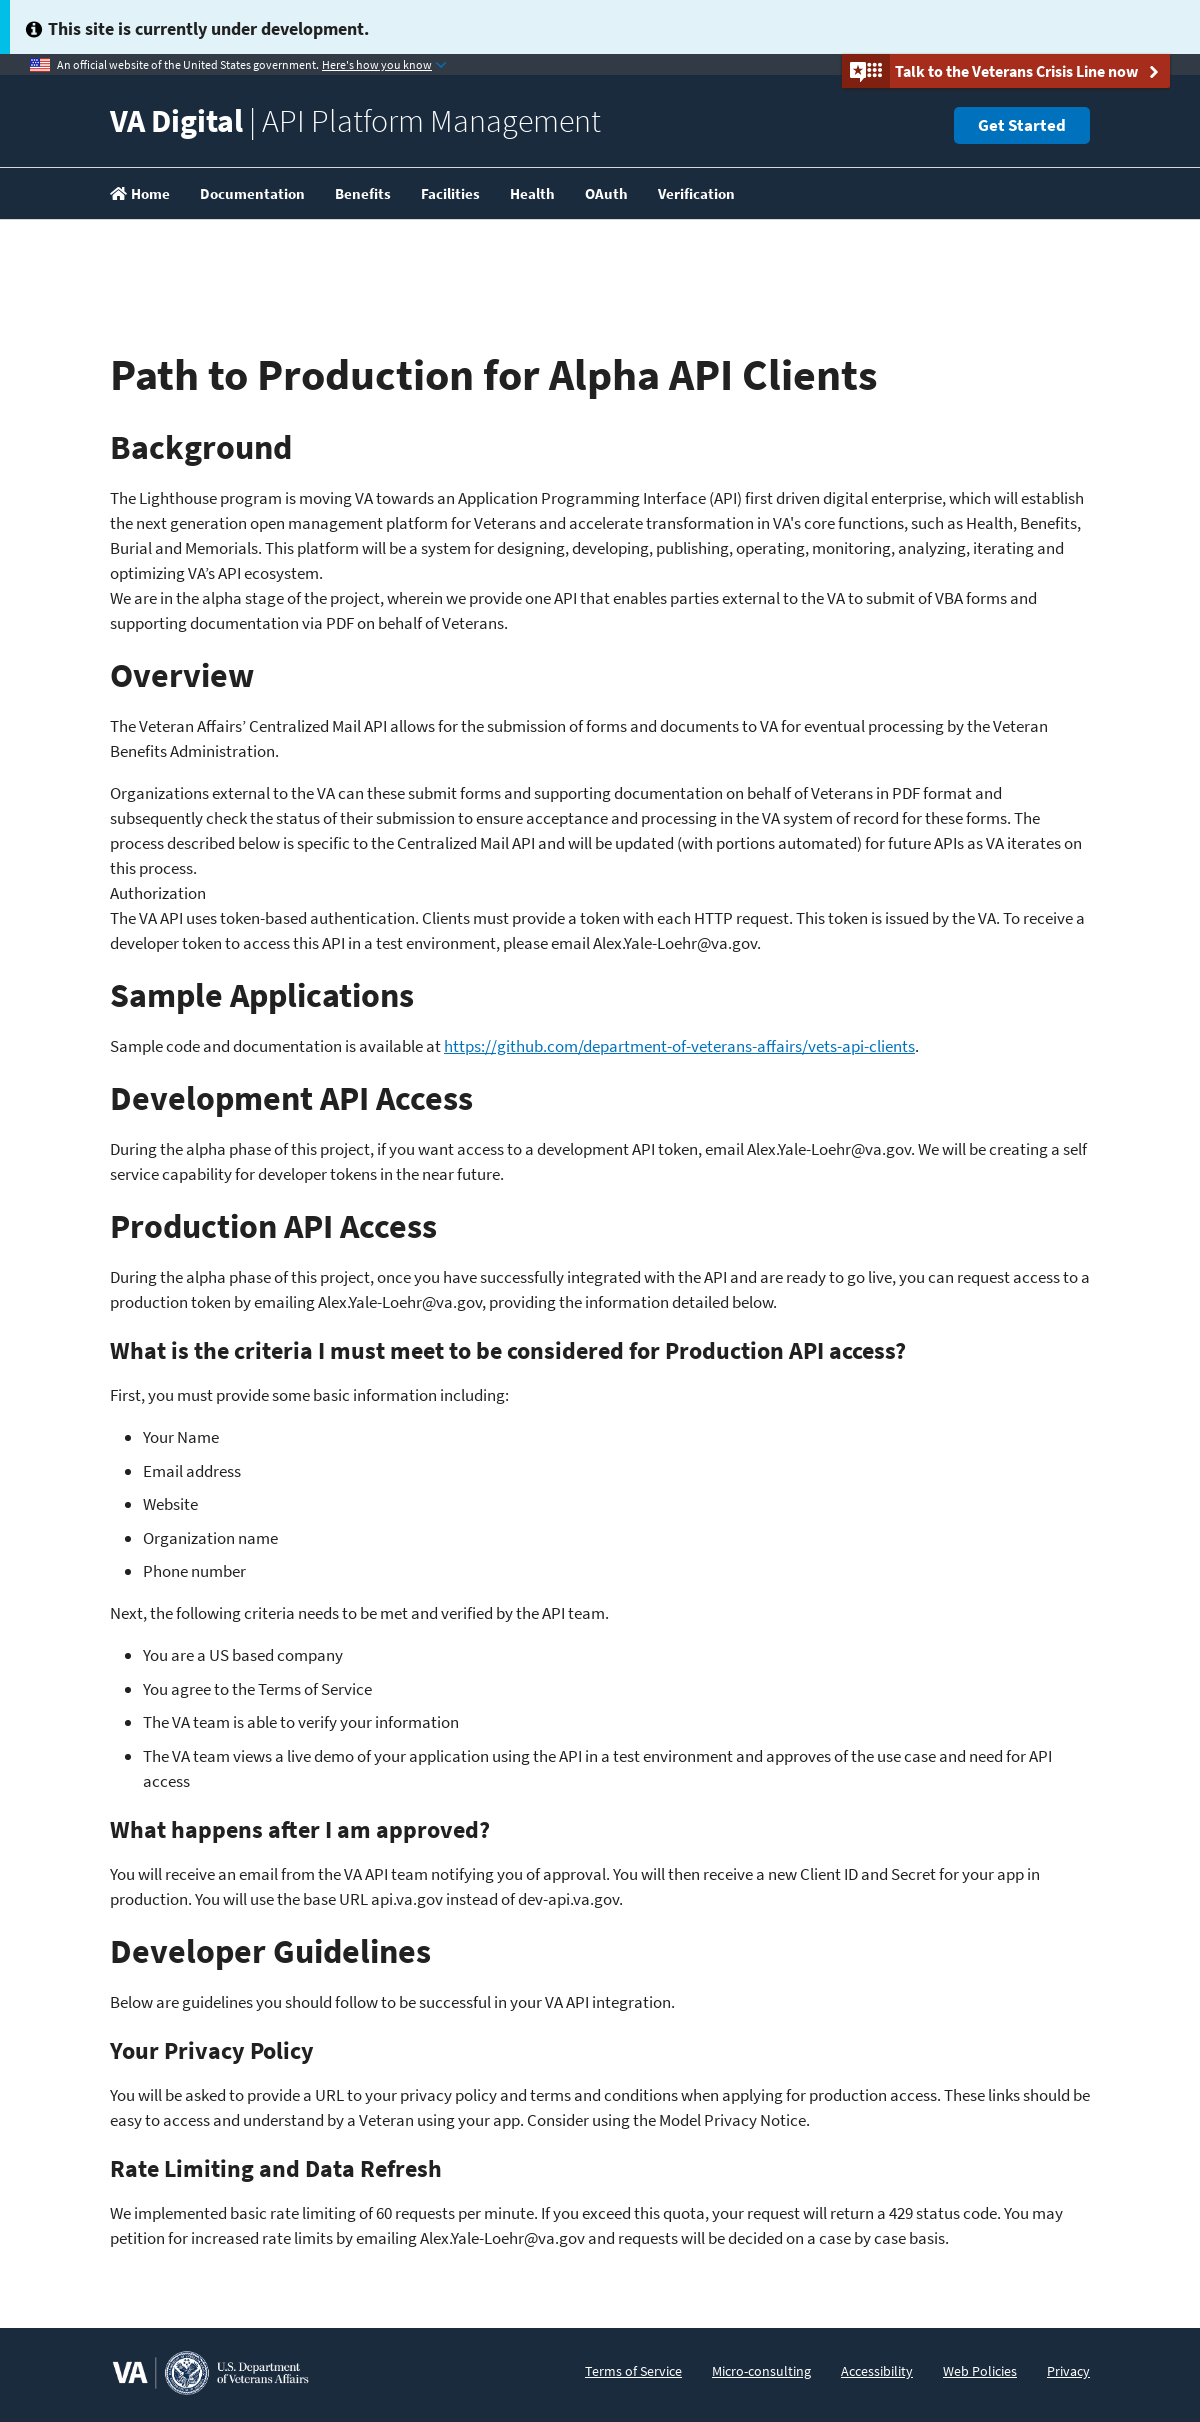 This site is currently under development.
An official website of the United States government. Here's how you know
Talk to the Veterans Crisis Line now
VA Digital | API Platform Management
Get Started
Home Documentation Benefits Facilities Health OAuth Verification
Path to Production for Alpha API Clients
Background
The Lighthouse program is moving VA towards an Application Programming Interface (API) first driven digital enterprise, which will establish
the next generation open management platform for Veterans and accelerate transformation in VA's core functions, such as Health, Benefits,
Burial and Memorials. This platform will be a system for designing, developing, publishing, operating, monitoring, analyzing, iterating and
optimizing VA’s API ecosystem.
We are in the alpha stage of the project, wherein we provide one API that enables parties external to the VA to submit of VBA forms and
supporting documentation via PDF on behalf of Veterans.
Overview
The Veteran Affairs’ Centralized Mail API allows for the submission of forms and documents to VA for eventual processing by the Veteran
Benefits Administration.
Organizations external to the VA can these submit forms and supporting documentation on behalf of Veterans in PDF format and
subsequently check the status of their submission to ensure acceptance and processing in the VA system of record for these forms. The
process described below is specific to the Centralized Mail API and will be updated (with portions automated) for future APIs as VA iterates on
this process.
Authorization
The VA API uses token-based authentication. Clients must provide a token with each HTTP request. This token is issued by the VA. To receive a
developer token to access this API in a test environment, please email Alex.Yale-Loehr@va.gov.
Sample Applications
Sample code and documentation is available at https://github.com/department-of-veterans-affairs/vets-api-clients.
Development API Access
During the alpha phase of this project, if you want access to a development API token, email Alex.Yale-Loehr@va.gov. We will be creating a self
service capability for developer tokens in the near future.
Production API Access
During the alpha phase of this project, once you have successfully integrated with the API and are ready to go live, you can request access to a
production token by emailing Alex.Yale-Loehr@va.gov, providing the information detailed below.
What is the criteria I must meet to be considered for Production API access?
First, you must provide some basic information including:
• Your Name
• Email address
• Website
• Organization name
• Phone number
Next, the following criteria needs to be met and verified by the API team.
• You are a US based company
• You agree to the Terms of Service
• The VA team is able to verify your information
• The VA team views a live demo of your application using the API in a test environment and approves of the use case and need for API
access
What happens after I am approved?
You will receive an email from the VA API team notifying you of approval. You will then receive a new Client ID and Secret for your app in
production. You will use the base URL api.va.gov instead of dev-api.va.gov.
Developer Guidelines
Below are guidelines you should follow to be successful in your VA API integration.
Your Privacy Policy
You will be asked to provide a URL to your privacy policy and terms and conditions when applying for production access. These links should be
easy to access and understand by a Veteran using your app. Consider using the Model Privacy Notice.
Rate Limiting and Data Refresh
We implemented basic rate limiting of 60 requests per minute. If you exceed this quota, your request will return a 429 status code. You may
petition for increased rate limits by emailing Alex.Yale-Loehr@va.gov and requests will be decided on a case by case basis.
VA
U.S. Department
of Veterans Affairs
Terms of Service Micro-consulting Accessibility Web Policies Privacy